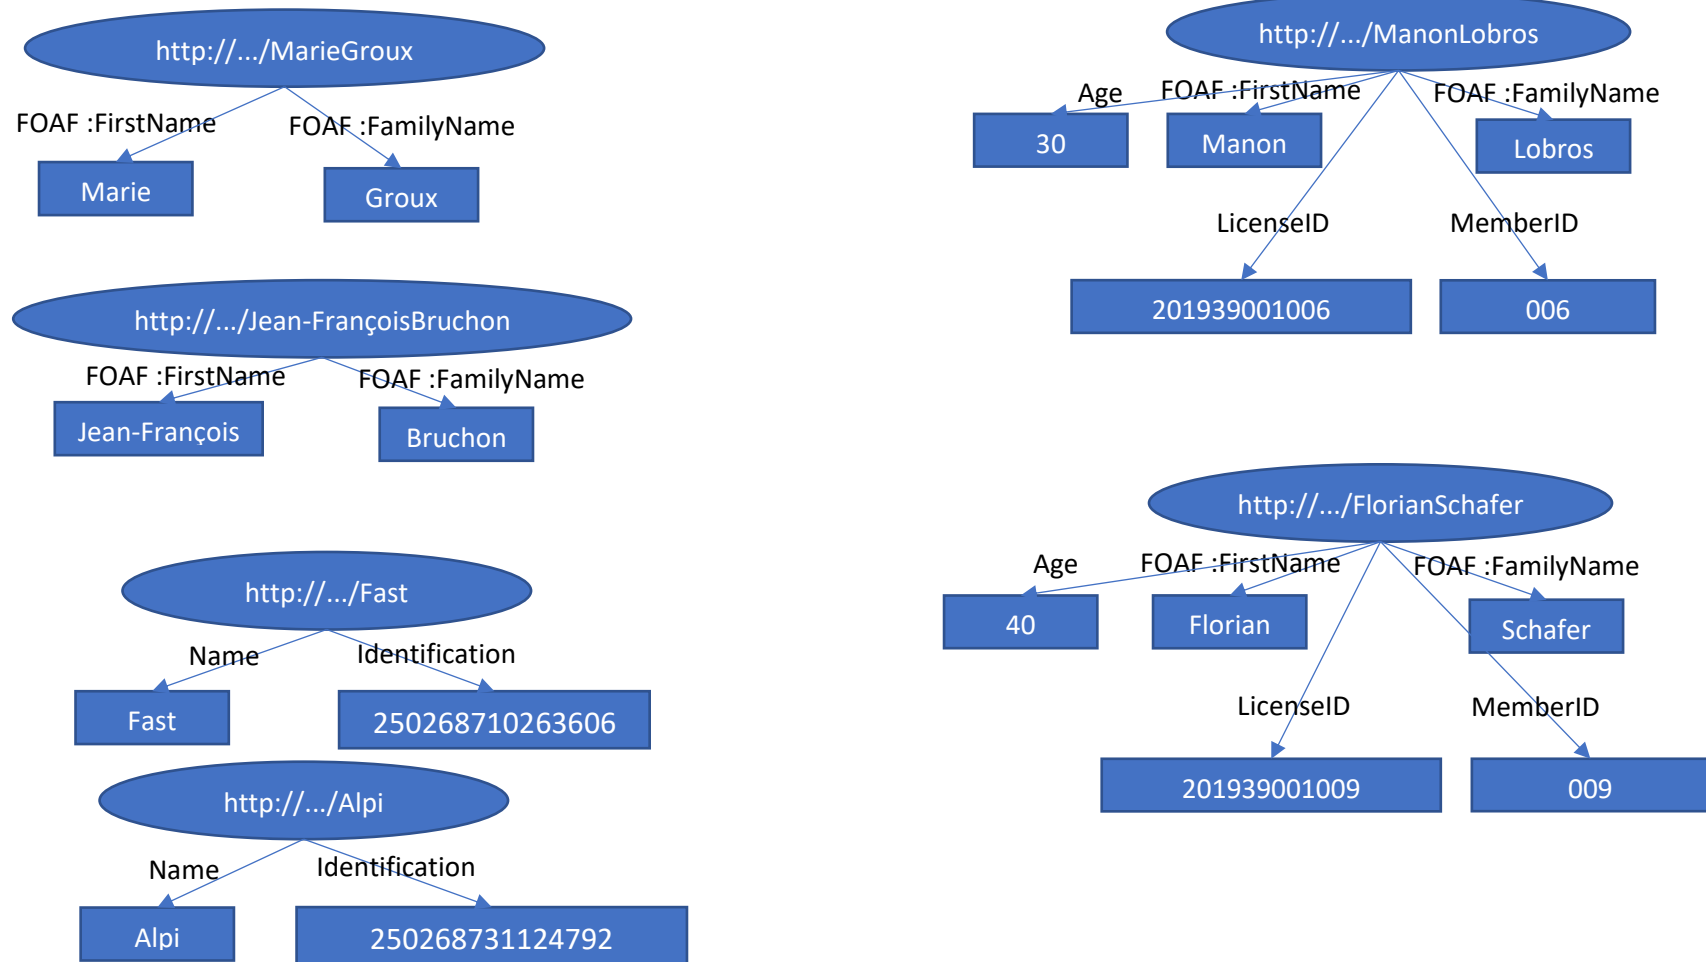 http://.../MarieGroux
FOAF :FirstName
FOAF :FamilyName
Marie
Groux
http://.../Jean-FrançoisBruchon
FOAF :FirstName
FOAF :FamilyName
Jean-François
Bruchon
http://.../Fast
Name
Identification
Fast
250268710263606
http://.../Alpi
Name
Identification
Alpi
250268731124792
http://.../ManonLobros
Age
FOAF :FirstName
FOAF :FamilyName
30
Manon
Lobros
LicenseID
MemberID
201939001006
006
http://.../FlorianSchafer
Age
FOAF :FirstName
FOAF :FamilyName
40
Florian
Schafer
LicenseID
MemberID
201939001009
009